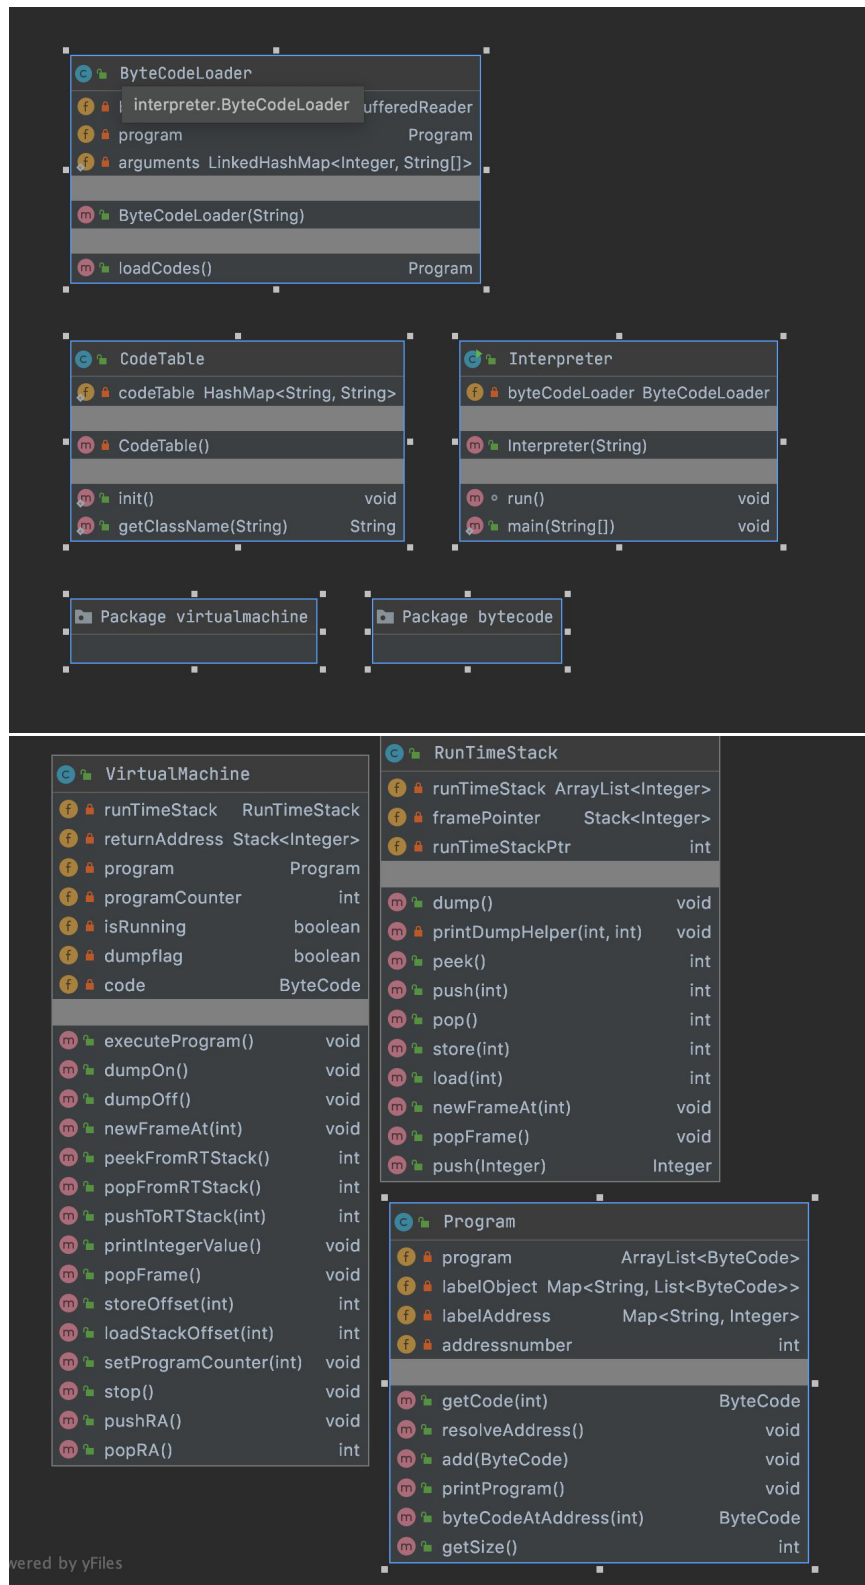 ByteCodeLoader
interpreter.ByteCodeLoader
ufferedReader
program Program
arguments LinkedHashMap<Integer, String[]>
ByteCodeLoader(String)
loadCodes() Program
CodeTable
codeTable HashMap<String, String>
CodeTable()
init() void
getClassName(String) String
Interpreter
byteCodeLoader ByteCodeLoader
Interpreter(String)
run() void
main(String[]) void
Package virtualmachine
Package bytecode
VirtualMachine
runTimeStack RunTimeStack
returnAddress Stack<Integer>
program Program
programCounter int
isRunning boolean
dumpflag boolean
code ByteCode
executeProgram() void
dumpOn() void
dumpOff() void
newFrameAt(int) void
peekFromRTStack() int
popFromRTStack() int
pushToRTStack(int) int
printIntegerValue() void
popFrame() void
storeOffset(int) int
loadStackOffset(int) int
setProgramCounter(int) void
stop() void
pushRA() void
popRA() int
RunTimeStack
runTimeStack ArrayList<Integer>
framePointer Stack<Integer>
runTimeStackPtr int
dump() void
printDumpHelper(int, int) void
peek() int
push(int) int
pop() int
store(int) int
load(int) int
newFrameAt(int) void
popFrame() void
push(Integer) Integer
Program
program ArrayList<ByteCode>
labelObject Map<String, List<ByteCode>>
labelAddress Map<String, Integer>
addressnumber int
getCode(int) ByteCode
resolveAddress() void
add(ByteCode) void
printProgram() void
byteCodeAtAddress(int) ByteCode
getSize() int
wered by yFiles